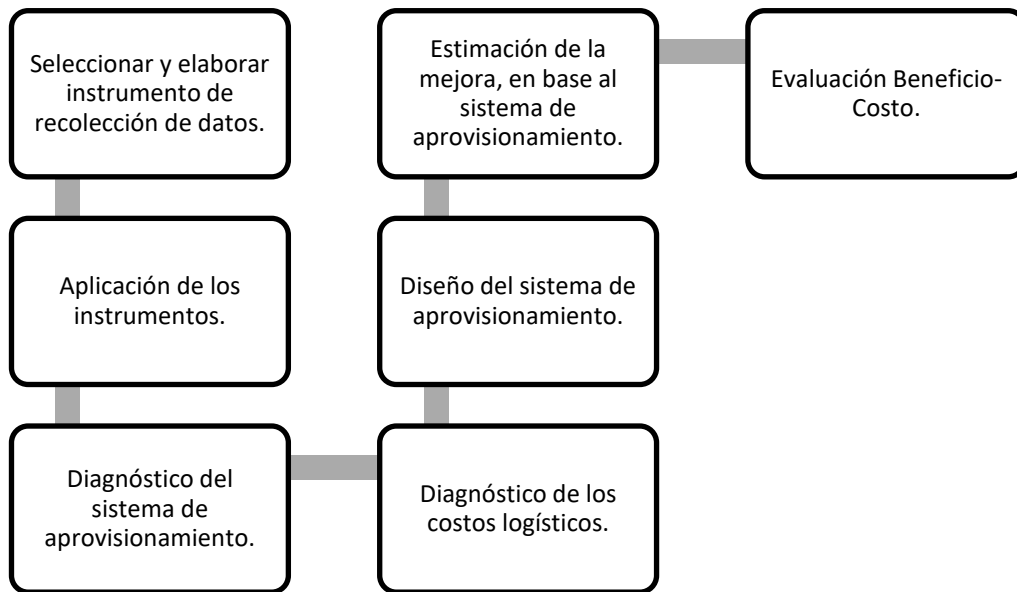 Seleccionar y elaborar
instrumento de
recolección de datos.
Aplicación de los
instrumentos.
Diagnóstico del
sistema de
aprovisionamiento.
Diagnóstico de los
costos logísticos.
Diseño del sistema de
aprovisionamiento.
Estimación de la
mejora, en base al
sistema de
aprovisionamiento.
Evaluación Beneficio-
Costo.